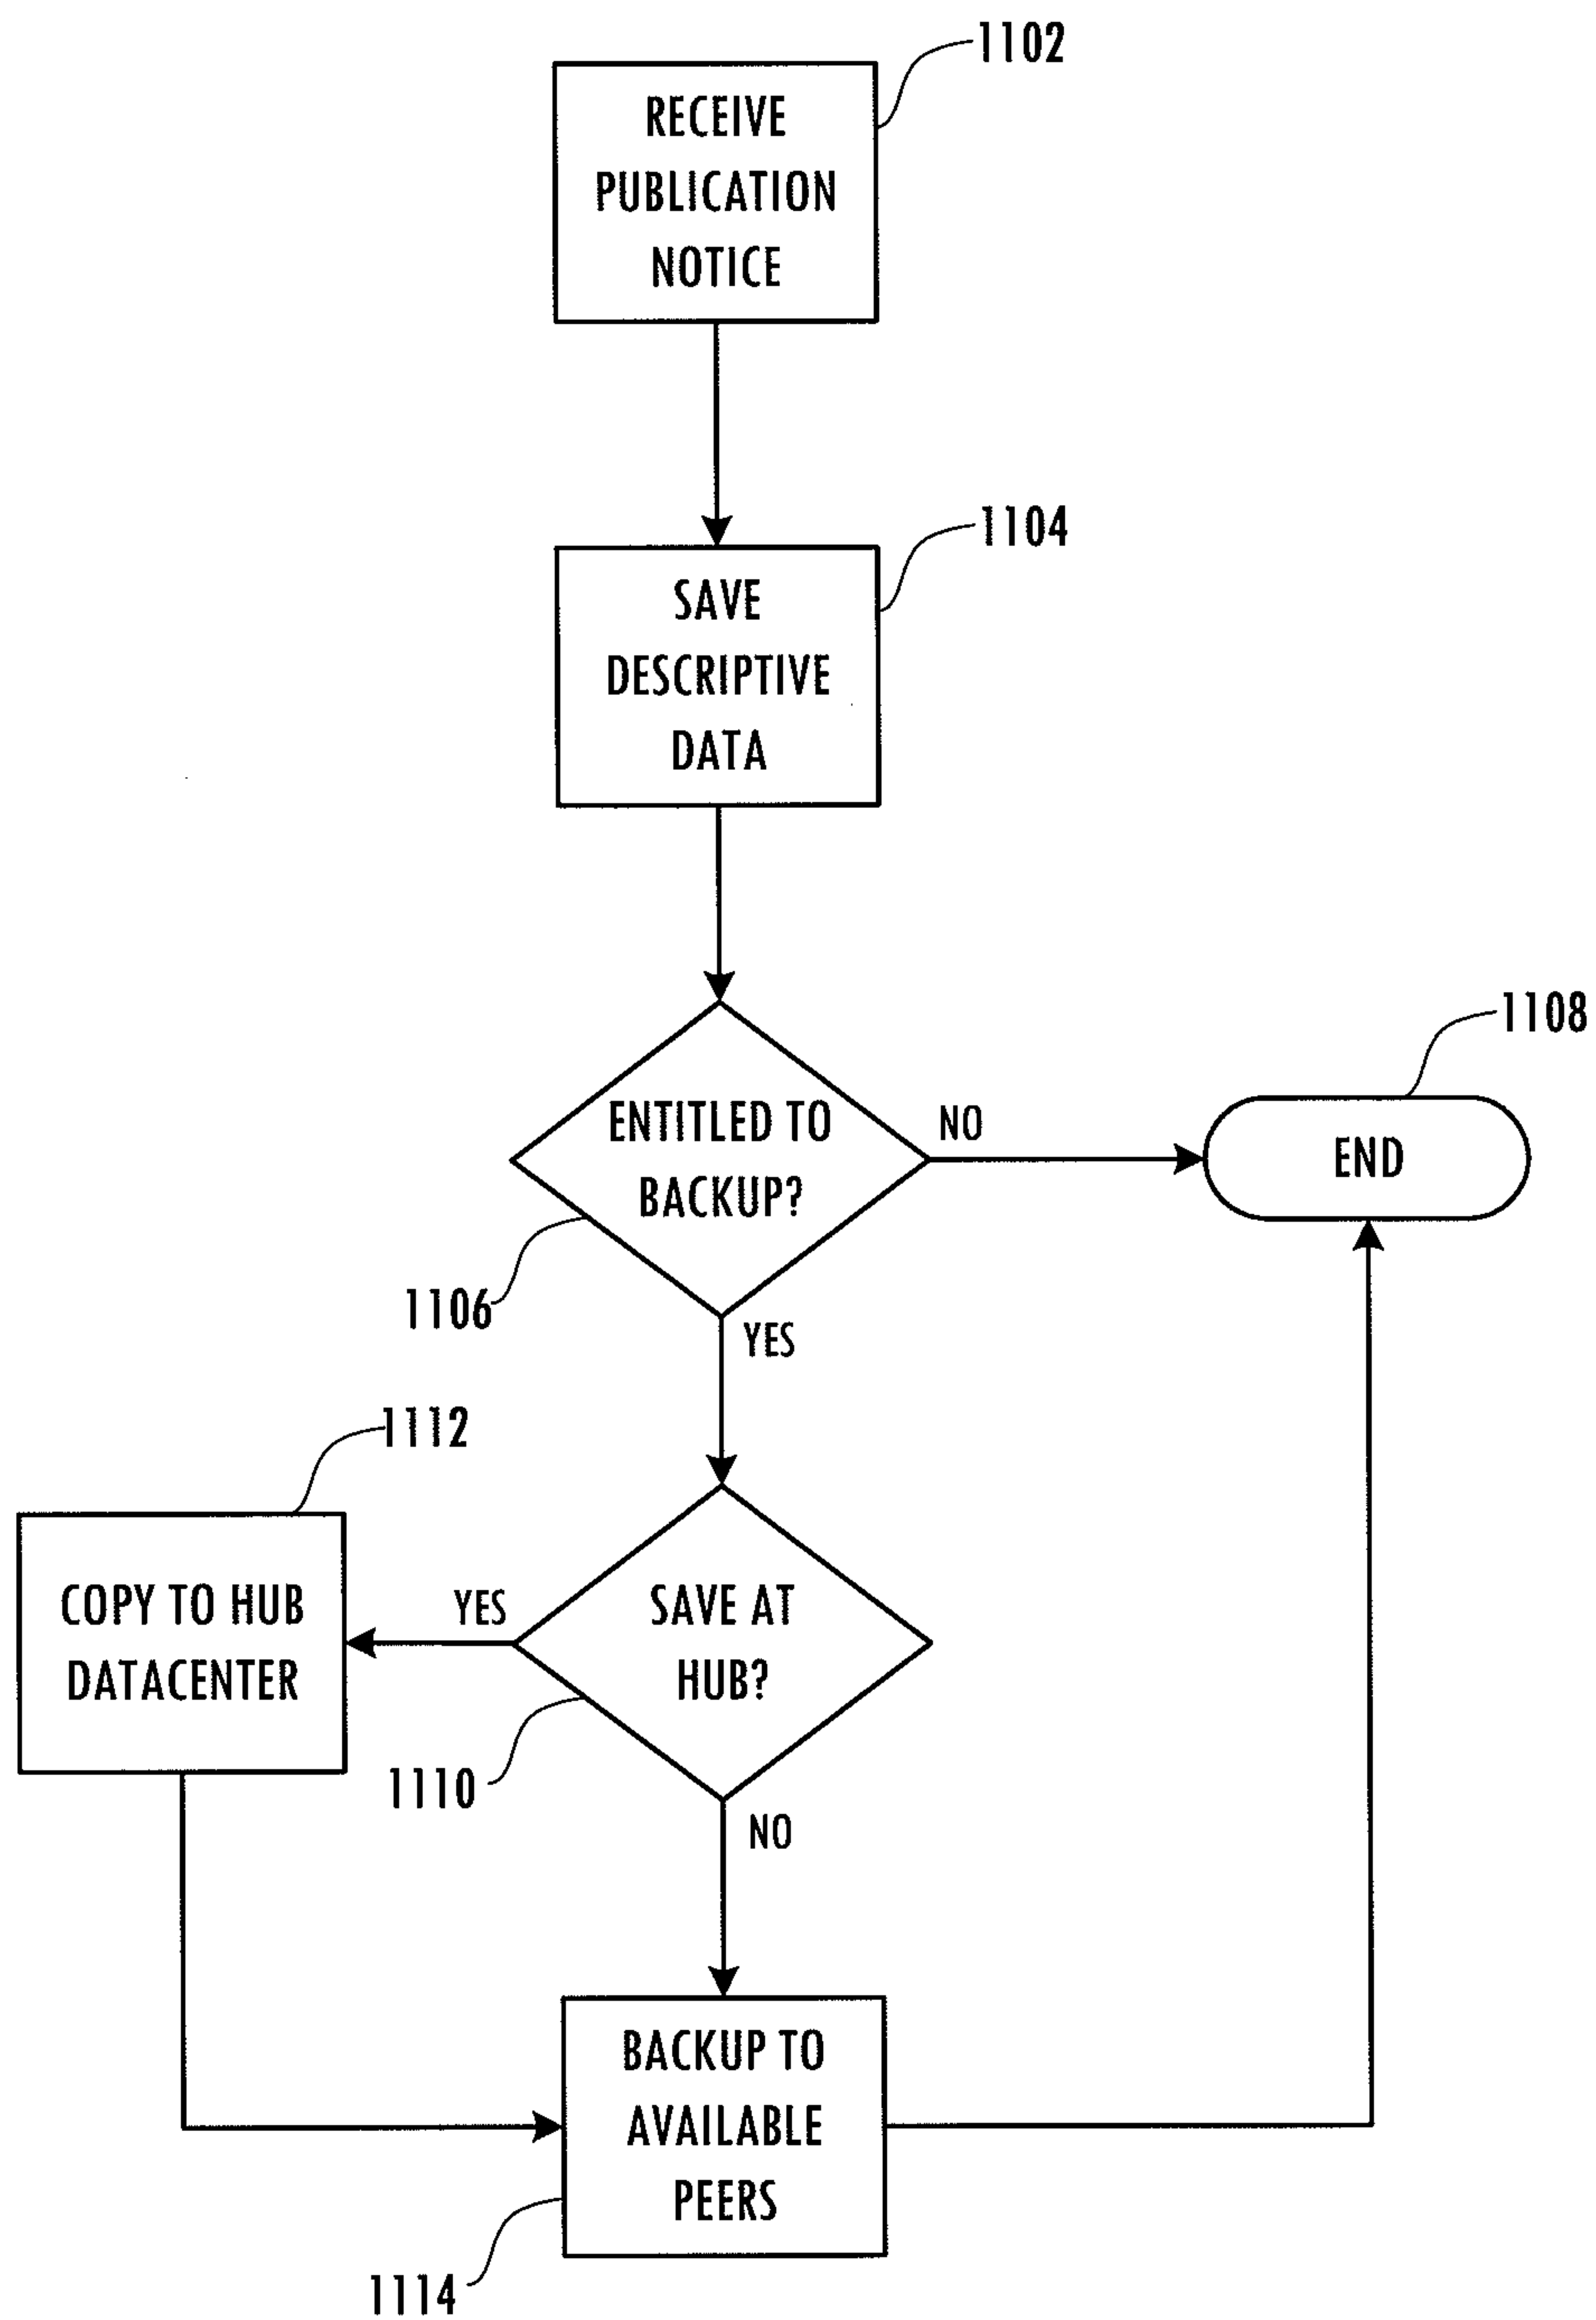 1102
RECEIVE
PUBLICATION
NOTICE
1104
SAVE
DESCRIPTIVE
DATA
1108
ENTITLED TO
BACKUP?
NO
END
1106
YES
1112
COPY TO HUB
DATACENTER
YES
SAVE AT
HUB?
1110
NO
BACKUP TO
AVAILABLE
PEERS
1114